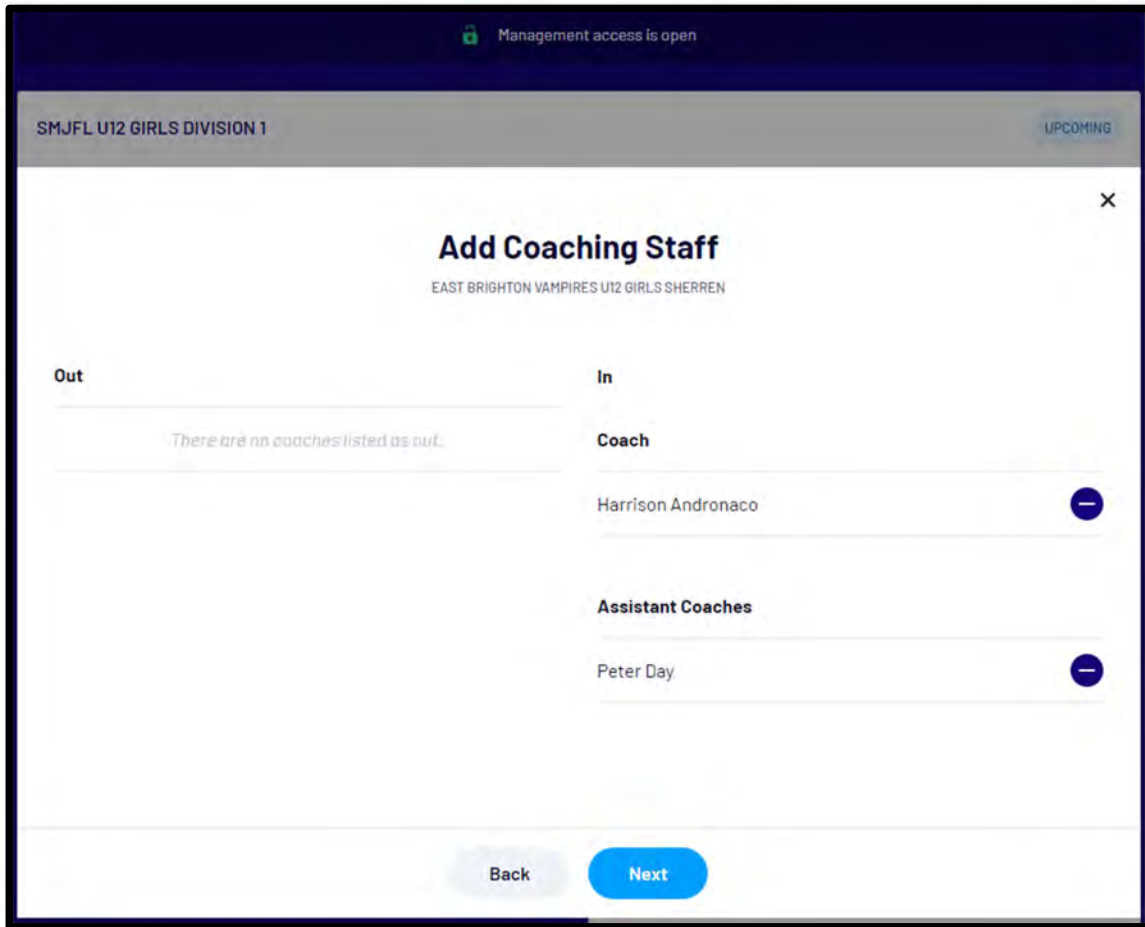 Management access is open
SMJFL U12 GIRLS DIVISION 1
UPCOMING
Add Coaching Staff
EAST BRIGHTON VAMPIRES U12 GIRLS SHERREN
Out
There are no coaches listed as out.
In
Coach
Harrison Andronaco
Assistant Coaches
Peter Day
Back
Next